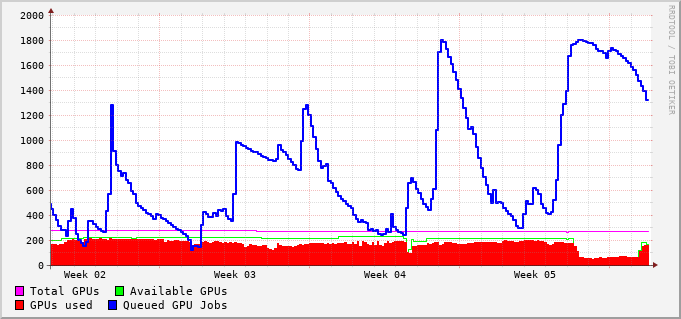 2000
1800
1600
1400
1200
1000
800
600
400
200
0
Week 02 Week 03 Week 04 Week 05
Total GPUs Available GPUs
GPUs used Queued GPU Jobs
RRDTOOL / TOBI OETIKER